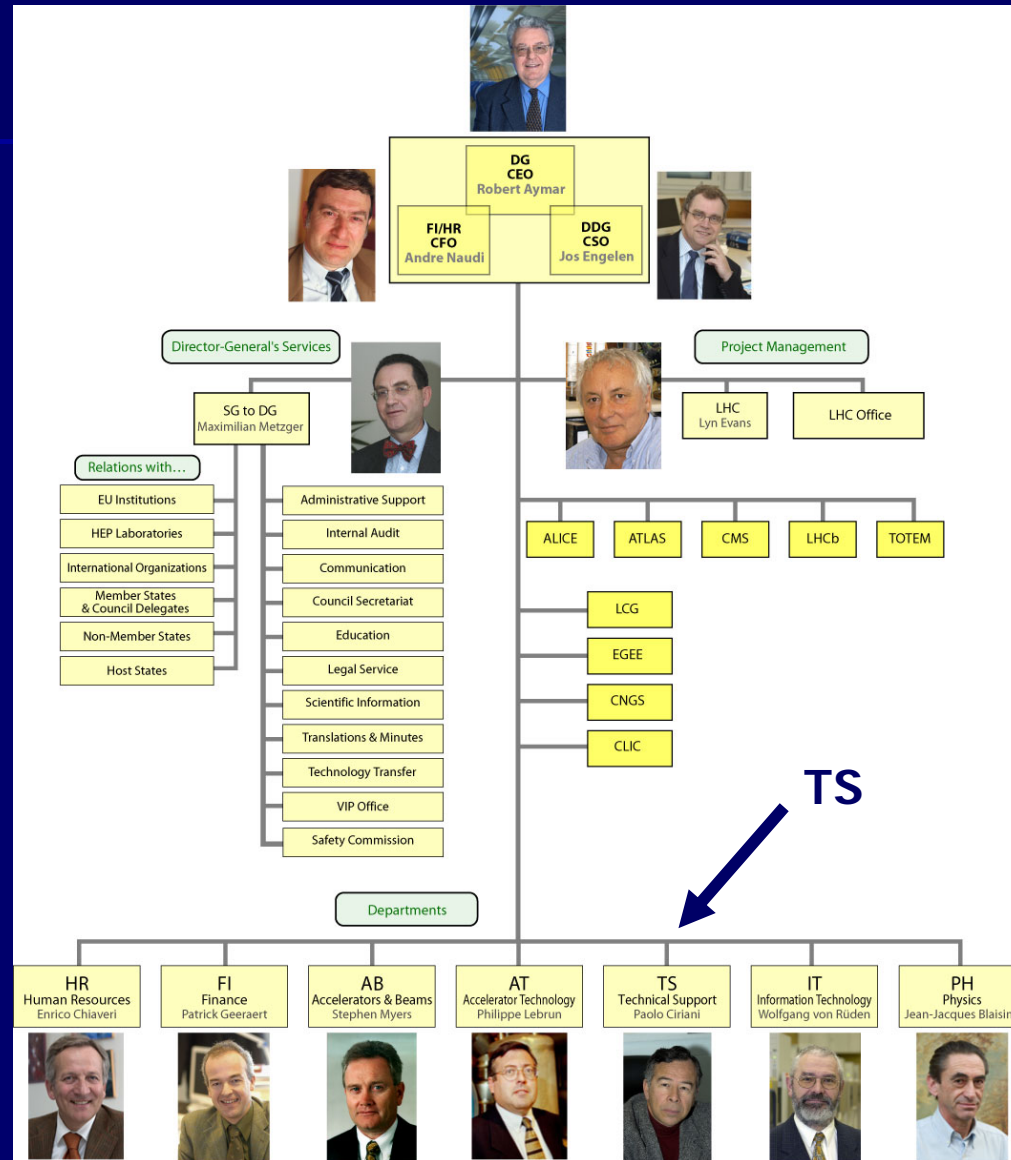 DG
CEO
Robert Aymar
FI/HR
CFO
Andre Naudi
DDG
CSO
Jos Engelen
Director-General's Services
Project Management
SG to DG
Maximilian Metzger
LHC
Lyn Evans
LHC Office
Relations with...
EU Institutions
HEP Laboratories
International Organizations
Member States
& Council Delegates
Non-Member States
Host States
Administrative Support
Internal Audit
Communication
Council Secretariat
Education
Legal Service
Scientific Information
Translations & Minutes
Technology Transfer
VIP Office
Safety Commission
ALICE
ATLAS
CMS
LHCb
TOTEM
LCG
EGEE
CNGS
CLIC
TS
Departments
HR
Human Resources
Enrico Chiaveri
FI
Finance
Patrick Geeraert
AB
Accelerators & Beams
Stephen Myers
AT
Accelerator Technology
Philippe Lebrun
TS
Technical Support
Paolo Ciriani
IT
Information Technology
Wolfgang von Rüden
PH
Physics
Jean-Jacques Blaisin